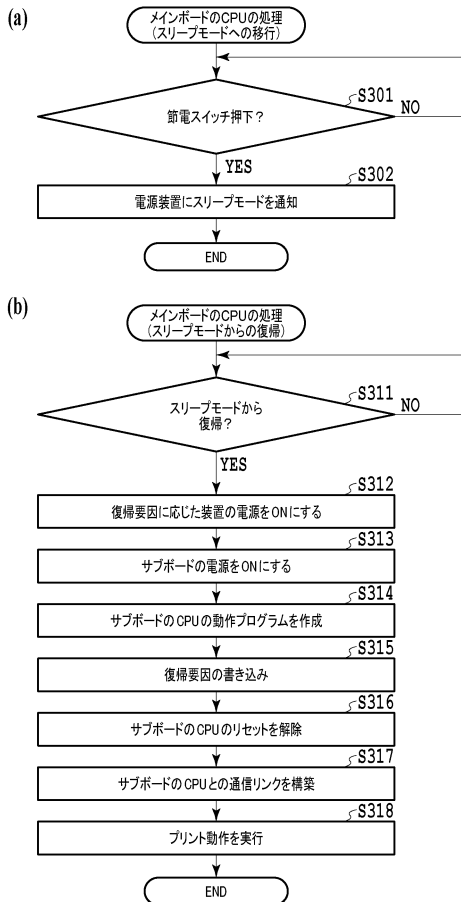 (a)
メインボードのCPUの処理
(スリープモードへの移行)
節電スイッチ押下？
S301
NO
YES
S302
電源装置にスリープモードを通知
END
(b)
メインボードのCPUの処理
(スリープモードからの復帰)
スリープモードから
復帰？
S311
NO
YES
S312
復帰要因に応じた装置の電源をONにする
S313
サブボードの電源をONにする
S314
サブボードのCPUの動作プログラムを作成
S315
復帰要因の書き込み
S316
サブボードのCPUのリセットを解除
S317
サブボードのCPUとの通信リンクを構築
S318
プリント動作を実行
END